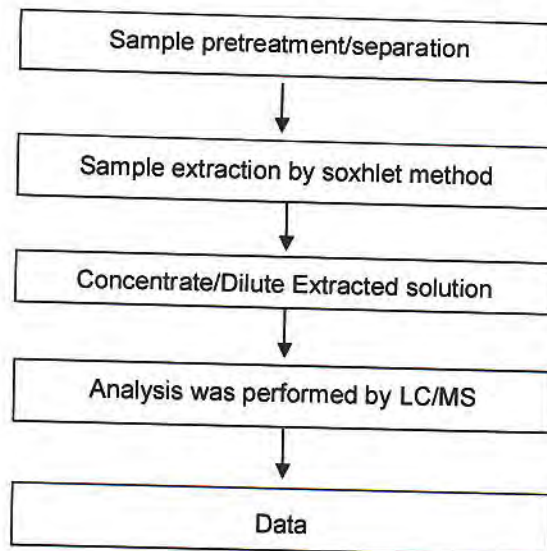 Sample pretreatment/separation
Sample extraction by soxhlet method
Concentrate/Dilute Extracted solution
Analysis was performed by LC/MS
Data